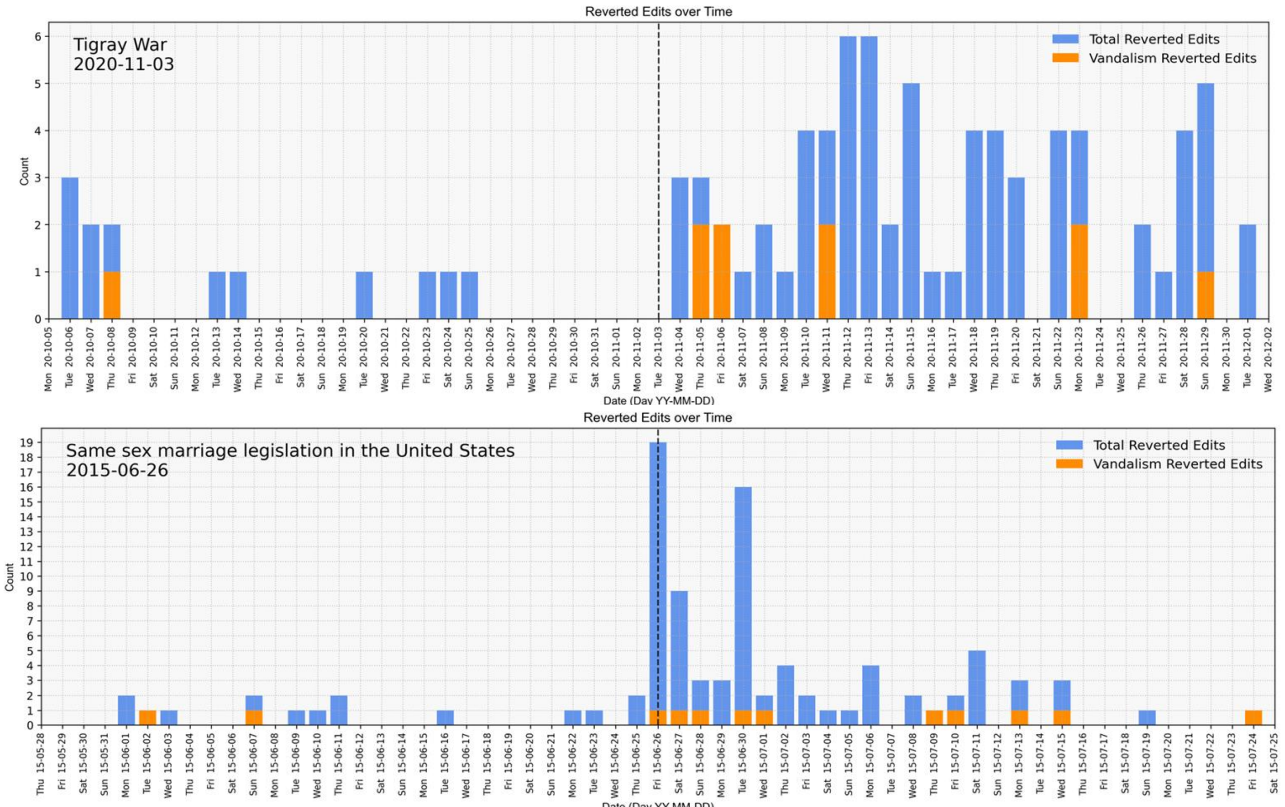 Reverted Edits over Time
Tigray War
2020-11-03
Total Reverted Edits
Vandalism Reverted Edits
Count
6
5
4
3
2
1
0
Mon 20-10-05
Tue 20-10-06
Wed 20-10-07
Thu 20-10-08
Fri 20-10-09
Sat 20-10-10
Sun 20-10-11
Mon 20-10-12
Tue 20-10-13
Wed 20-10-14
Thu 20-10-15
Fri 20-10-16
Sat 20-10-17
Sun 20-10-18
Mon 20-10-19
Tue 20-10-20
Wed 20-10-21
Thu 20-10-22
Fri 20-10-23
Sat 20-10-24
Sun 20-10-25
Mon 20-10-26
Tue 20-10-27
Wed 20-10-28
Thu 20-10-29
Fri 20-10-30
Sat 20-10-31
Sun 20-11-01
Mon 20-11-02
Tue 20-11-03
Wed 20-11-04
Thu 20-11-05
Fri 20-11-06
Sat 20-11-07
Sun 20-11-08
Mon 20-11-09
Tue 20-11-10
Wed 20-11-11
Thu 20-11-12
Fri 20-11-13
Sat 20-11-14
Sun 20-11-15
Mon 20-11-16
Tue 20-11-17
Wed 20-11-18
Thu 20-11-19
Fri 20-11-20
Sat 20-11-21
Sun 20-11-22
Mon 20-11-23
Tue 20-11-24
Wed 20-11-25
Thu 20-11-26
Fri 20-11-27
Sat 20-11-28
Sun 20-11-29
Mon 20-11-30
Tue 20-12-01
Wed 20-12-02
Date (Day YY-MM-DD)
Reverted Edits over Time
Same sex marriage legislation in the United States
2015-06-26
Total Reverted Edits
Vandalism Reverted Edits
Count
19
18
17
16
15
14
13
12
11
10
9
8
7
6
5
4
3
2
1
0
Thu 15-05-28
Fri 15-05-29
Sat 15-05-30
Sun 15-05-31
Mon 15-06-01
Tue 15-06-02
Wed 15-06-03
Thu 15-06-04
Fri 15-06-05
Sat 15-06-06
Sun 15-06-07
Mon 15-06-08
Tue 15-06-09
Wed 15-06-10
Thu 15-06-11
Fri 15-06-12
Sat 15-06-13
Sun 15-06-14
Mon 15-06-15
Tue 15-06-16
Wed 15-06-17
Thu 15-06-18
Fri 15-06-19
Sat 15-06-20
Sun 15-06-21
Mon 15-06-22
Tue 15-06-23
Wed 15-06-24
Thu 15-06-25
Fri 15-06-26
Sat 15-06-27
Sun 15-06-28
Mon 15-06-29
Tue 15-06-30
Wed 15-07-01
Thu 15-07-02
Fri 15-07-03
Sat 15-07-04
Sun 15-07-05
Mon 15-07-06
Tue 15-07-07
Wed 15-07-08
Thu 15-07-09
Fri 15-07-10
Sat 15-07-11
Sun 15-07-12
Mon 15-07-13
Tue 15-07-14
Wed 15-07-15
Thu 15-07-16
Fri 15-07-17
Sat 15-07-18
Sun 15-07-19
Mon 15-07-20
Tue 15-07-21
Wed 15-07-22
Thu 15-07-23
Fri 15-07-24
Sat 15-07-25
Date (Day YY-MM-DD)